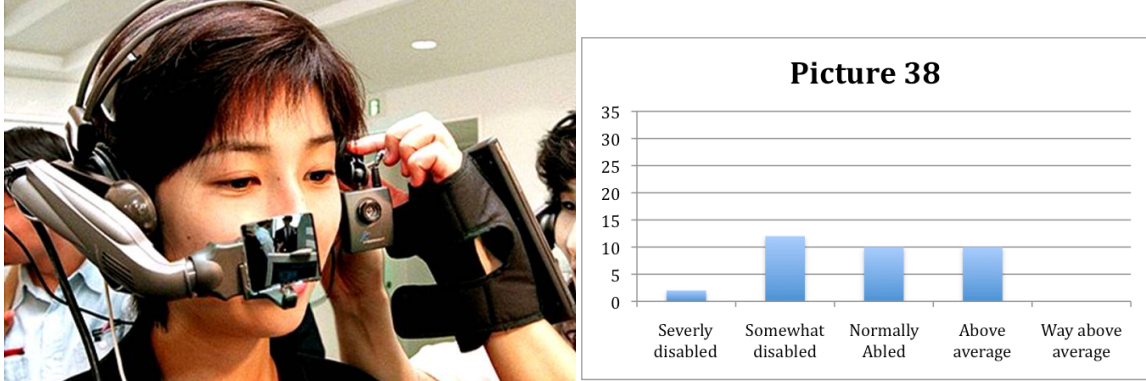 Picture 38
35
30
25
20
15
10
5
0
Severly
disabled
Somewhat
disabled
Normally
Abled
Above
average
Way above
average